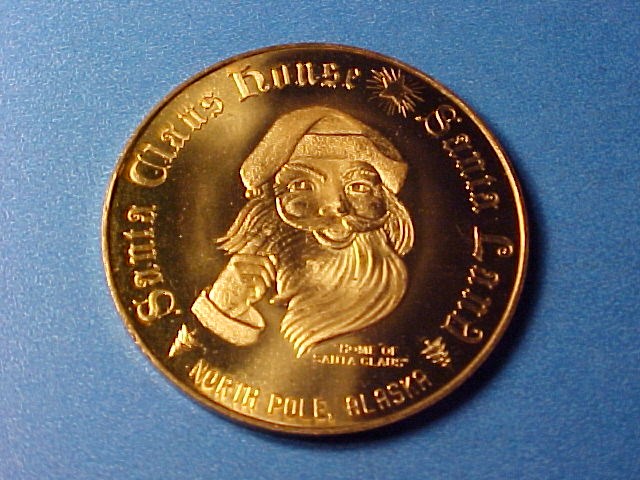 Santa Claus House
Santa Land
"HOME OF
SANTA CLAUS"
NORTH POLE, ALASKA